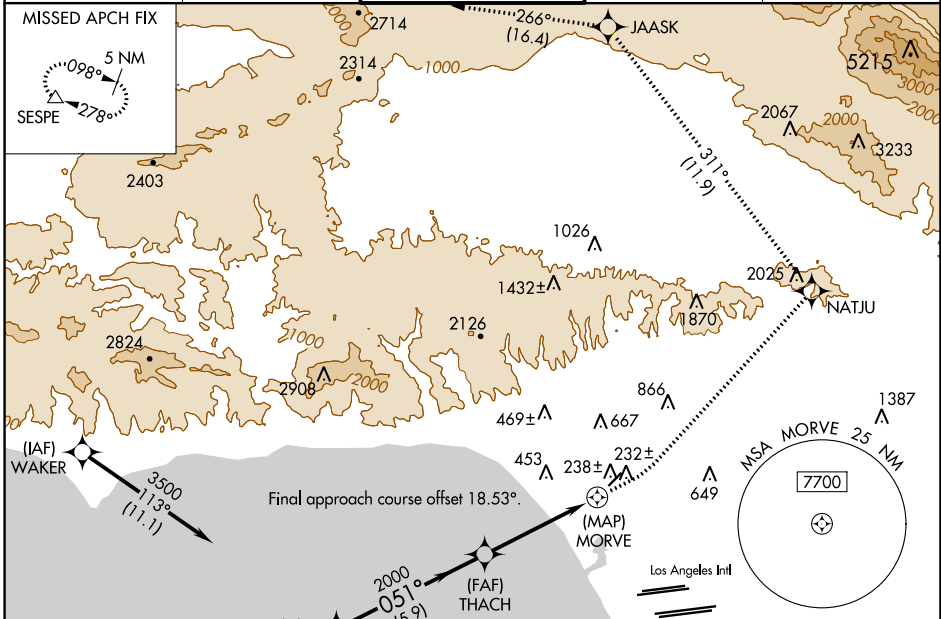 MISSED APCH FIX
5 NM
098°
278°
SESPE
2714
2314
1000
266°
(16.4)
JAASK
5215
3000
2000
2067
2000
3233
2403
311°
(11.9)
1026
1432±
2025
NATJU
1870
2126
1000
2824
2908
2000
866
1387
469±
667
(IAF)
WAKER
3500
113°
(11.1)
453
238±
232±
649
MSA MORVE 25 NM
7700
Final approach course offset 18.53°.
(MAP)
MORVE
Los Angeles Intl
2000
051°
(FAF)
THACH